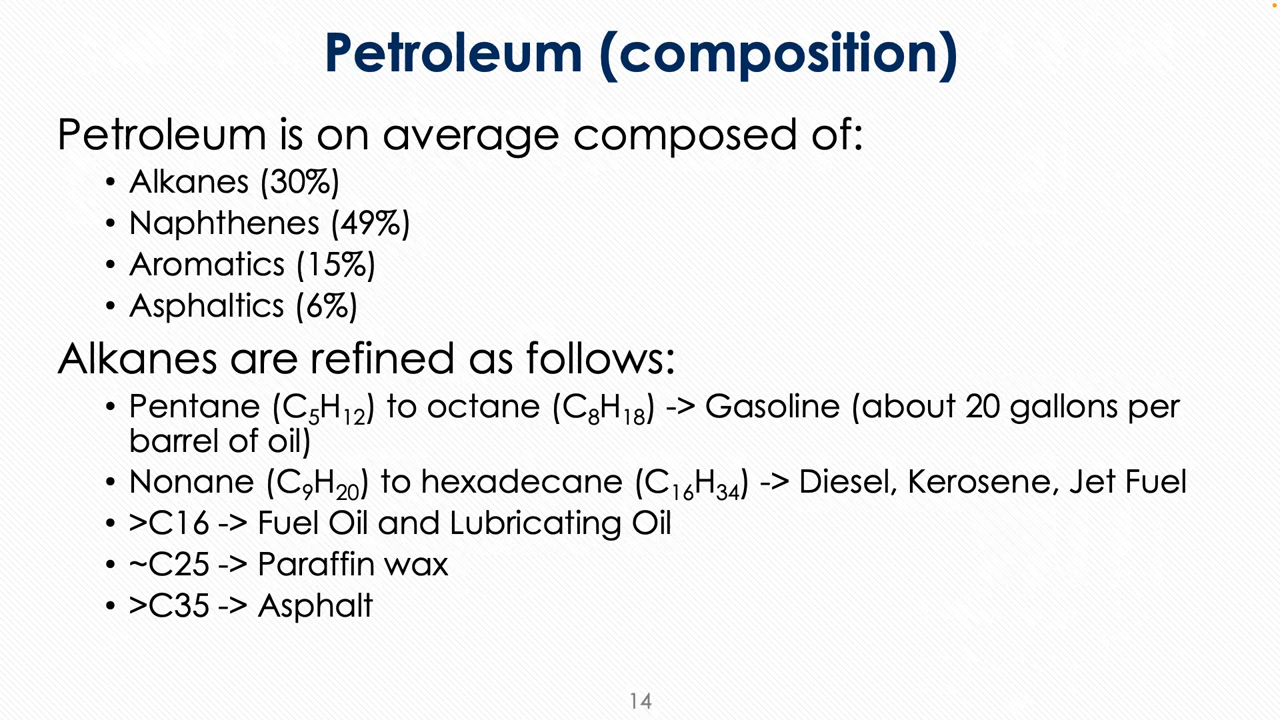 Petroleum (composition)
Petroleum is on average composed of:
• Alkanes (30%)
• Naphthenes (49%)
• Aromatics (15%)
• Asphaltics (6%)
Alkanes are refined as follows:
• Pentane (C₅H₁₂) to octane (C₈H₁₈) -> Gasoline (about 20 gallons per
barrel of oil)
• Nonane (C₉H₂₀) to hexadecane (C₁₆H₃₄) -> Diesel, Kerosene, Jet Fuel
• >C16 -> Fuel Oil and Lubricating Oil
• ~C25 -> Paraffin wax
• >C35 -> Asphalt
14